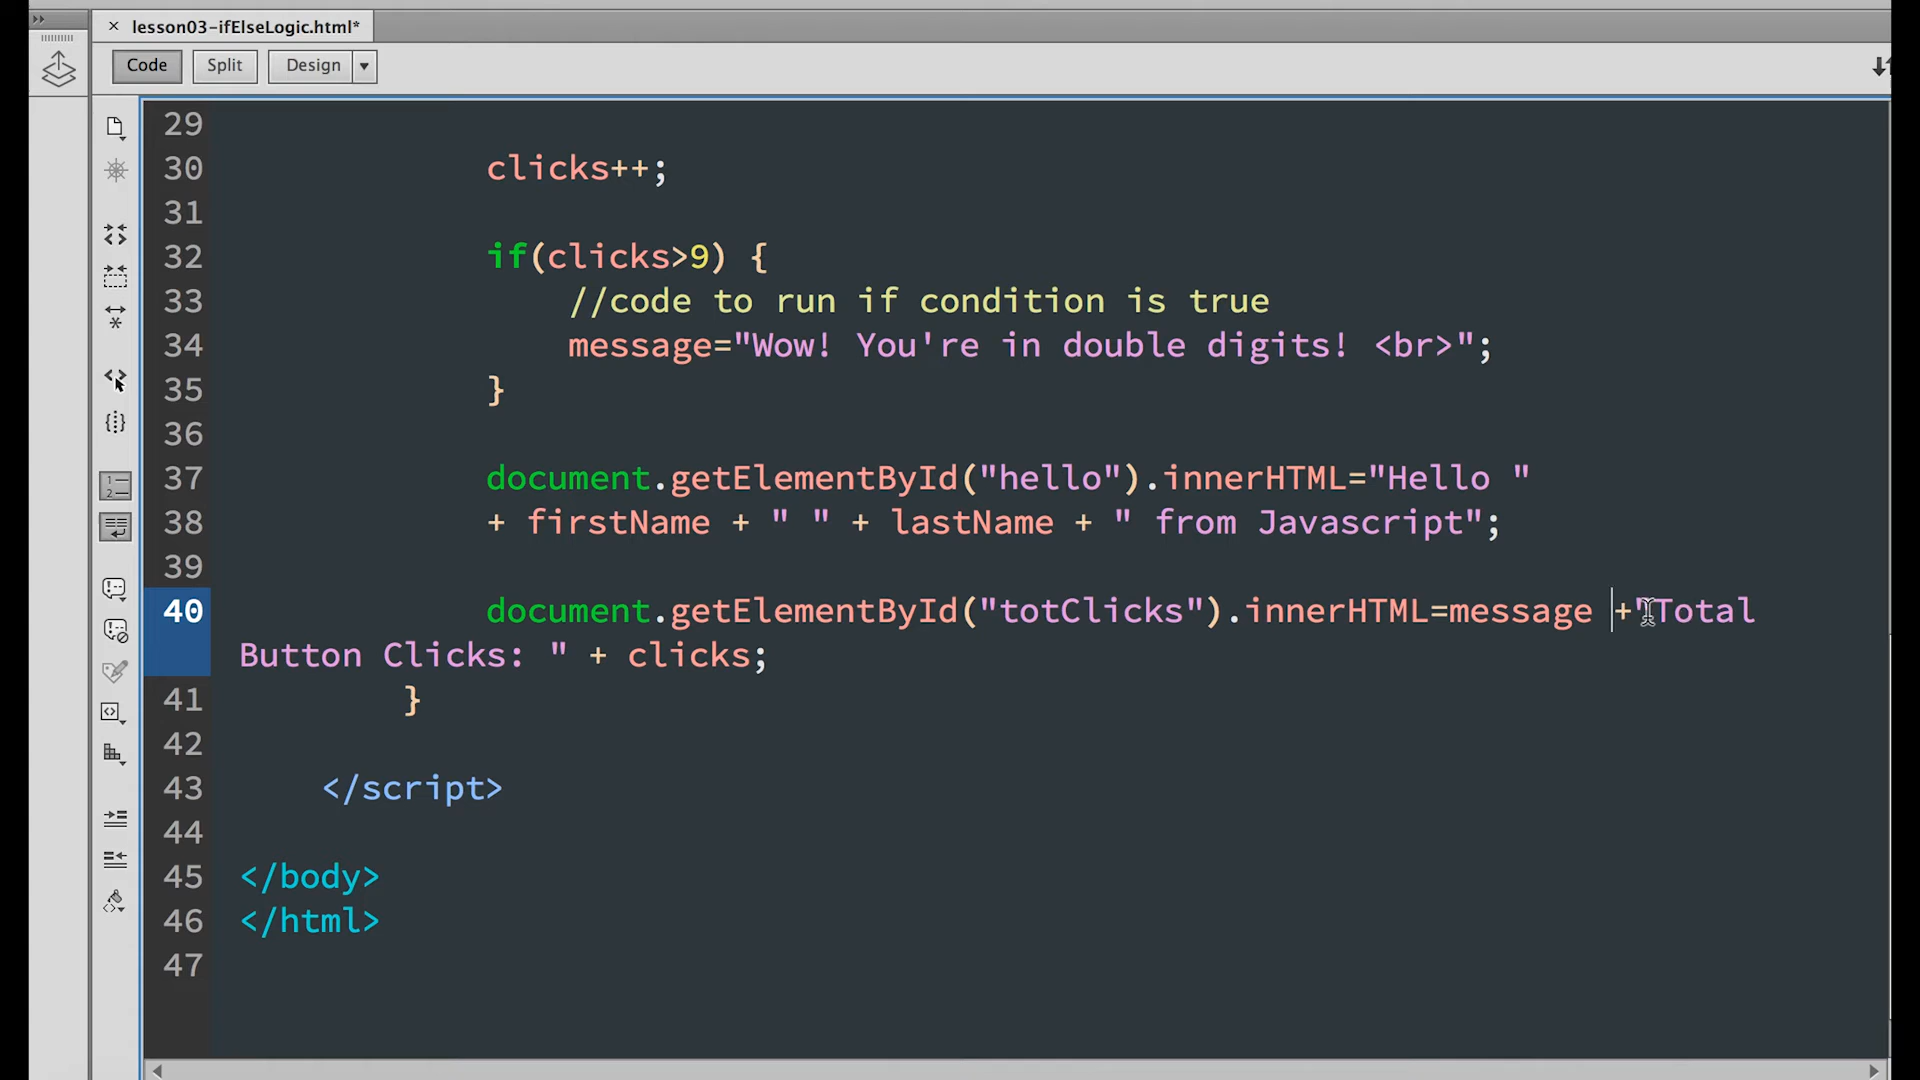 lesson03-ifElseLogic.html*
Code Split Design
29
30 clicks++;
31
32 if(clicks>9) {
33 //code to run if condition is true
34 message="Wow! You're in double digits! <br>";
35 }
36
37 document.getElementById("hello").innerHTML="Hello "
38 + firstName + " " + lastName + " from Javascript";
39
40 document.getElementById("totClicks").innerHTML=message +"Total
Button Clicks: " + clicks;
41 }
42
43 </script>
44
45 </body>
46 </html>
47